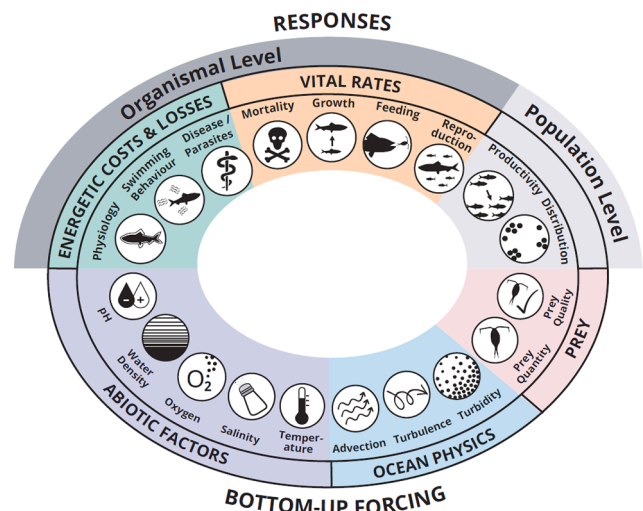 RESPONSES
Organismal Level
Population Level
ENERGETIC COSTS & LOSSES
VITAL RATES
Physiology
Swimming
Behaviour
Disease /
Parasites
Mortality
Growth
Feeding
Repro-
duction
Productivity
Distribution
pH
Water
Density
Oxygen
O2
Salinity
Temper-
ature
Advection
Turbulence
Turbidity
Prey
Quantity
Prey
Quality
ABIOTIC FACTORS
OCEAN PHYSICS
PREY
BOTTOM-UP FORCING